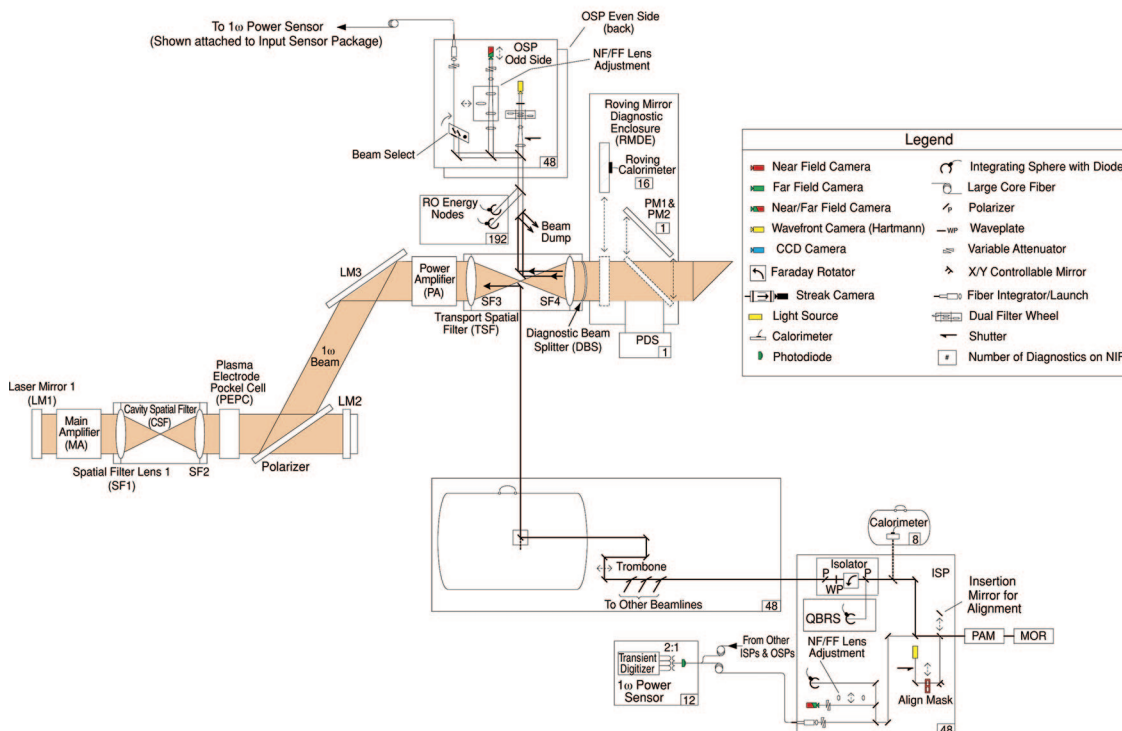 To 1ω Power Sensor
(Shown attached to Input Sensor Package)
OSP Even Side
(back)
OSP
Odd Side
NF/FF Lens
Adjustment
Beam Select
48
Roving Mirror
Diagnostic
Enclosure
(RMDE)
Roving
Calorimeter
16
PM1&
PM2
1
RO Energy
Nodes
192
Beam
Dump
LM3
Power
Amplifier
(PA)
SF3
SF4
Transport Spatial
Filter (TSF)
Diagnostic Beam
Splitter (DBS)
PDS
1
1ω
Beam
Plasma
Electrode
Pockel Cell
(PEPC)
Laser Mirror 1
(LM1)
Cavity Spatial Filter
(CSF)
LM2
Main
Amplifier
(MA)
Spatial Filter Lens 1
(SF1)
SF2
Polarizer
Legend
Near Field Camera
Far Field Camera
Near/Far Field Camera
Wavefront Camera (Hartmann)
CCD Camera
Faraday Rotator
Streak Camera
Light Source
Calorimeter
Photodiode
Integrating Sphere with Diode
Large Core Fiber
P Polarizer
WP Waveplate
Variable Attenuator
X/Y Controllable Mirror
Fiber Integrator/Launch
Dual Filter Wheel
Shutter
# Number of Diagnostics on NIF
Trombone
To Other Beamlines
48
Calorimeter
8
Isolator
P
WP
P
ISP
QBRS
Insertion
Mirror for
Alignment
PAM
MOR
NF/FF Lens
Adjustment
Align Mask
48
From Other
ISPs & OSPs
2:1
Transient
Digitizer
1ω Power
Sensor
12